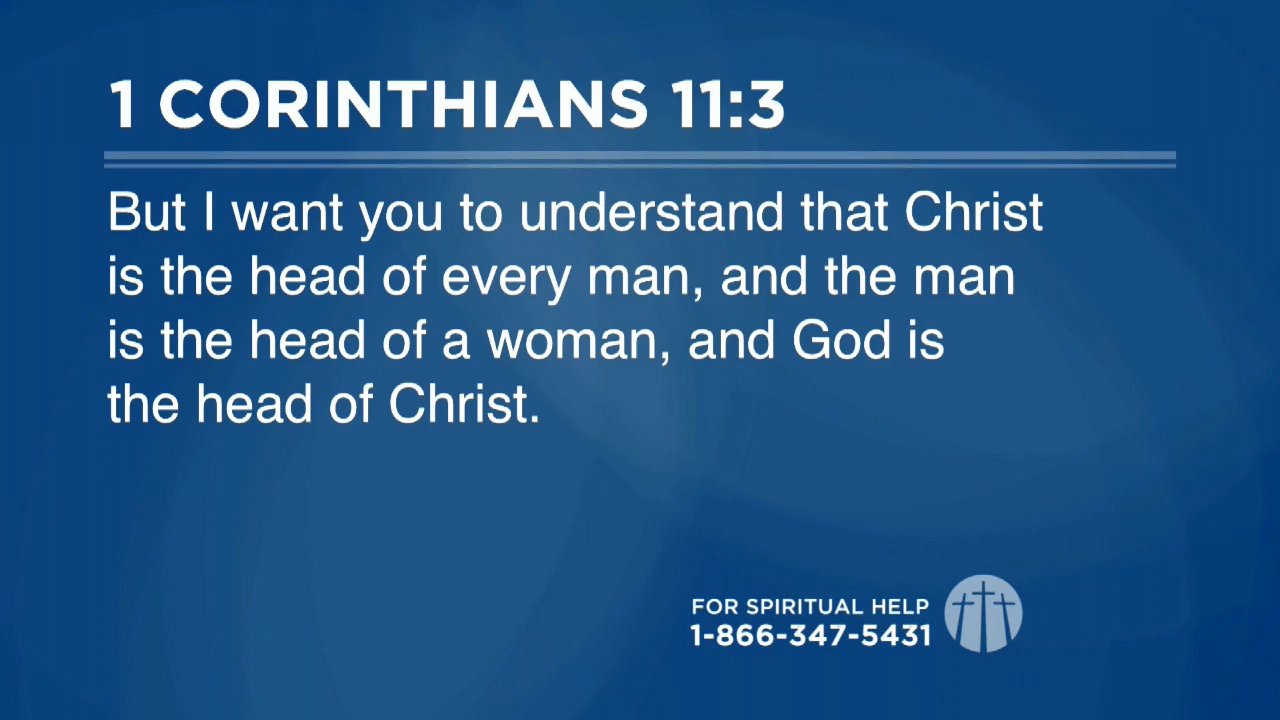 1 CORINTHIANS 11:3
But I want you to understand that Christ
is the head of every man, and the man
is the head of a woman, and God is
the head of Christ.
FOR SPIRITUAL HELP
1-866-347-5431